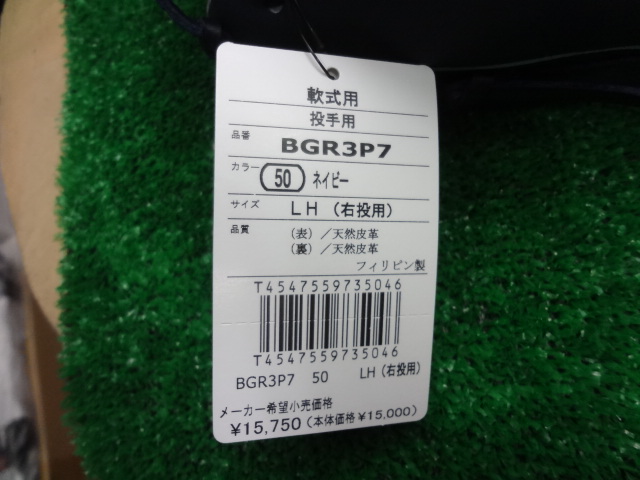 軟式用
投手用
品番 BGR3P7
カラー 50 ネイビー
サイズ LH (右投用)
品質 (表)/天然皮革
(裏)/天然皮革
フィリピン製
T4547559735046
T4547559735046
BGR3P7 50 LH(右投用)
メーカー希望小売価格
¥15,750(本体価格¥15,000)